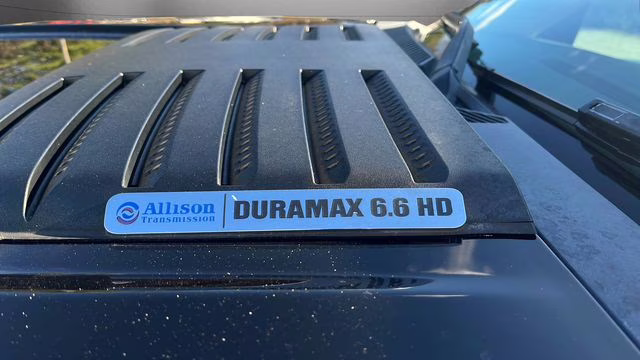 Allison
Transmission
DURAMAX 6.6 HD